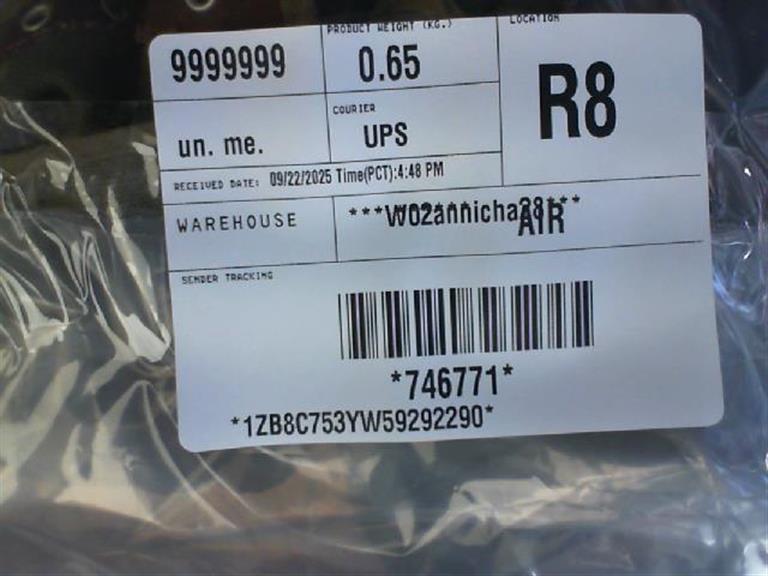 PRODUCT WEIGHT (KG.)
LOCATION
9999999
0.65
R8
COURIER
un. me.
UPS
RECEIVED DATE: 09/22/2025 Time(PCT):4:48 PM
WAREHOUSE
***W02annicha28***
AIR
SENDER TRACKING
*746771*
*1ZB8C753YW59292290*